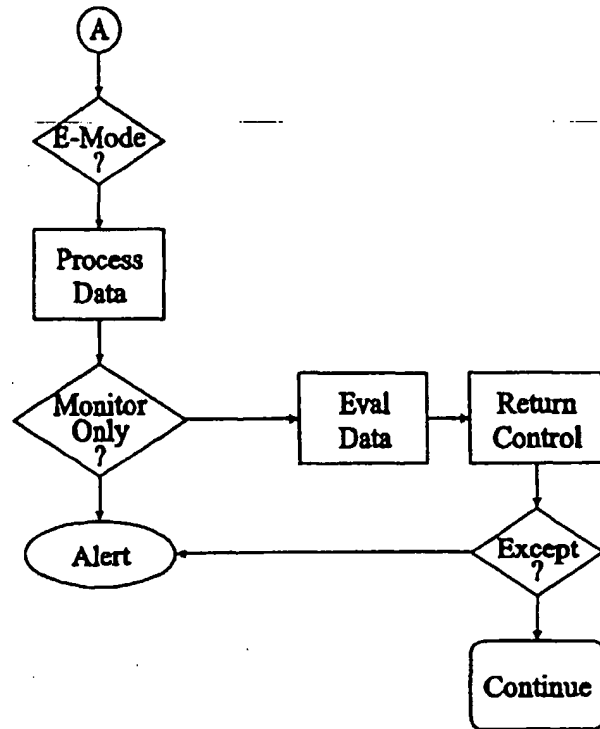 A
E-Mode
?
Process
Data
Monitor
Only
?
Eval
Data
Return
Control
Alert
Except
?
Continue